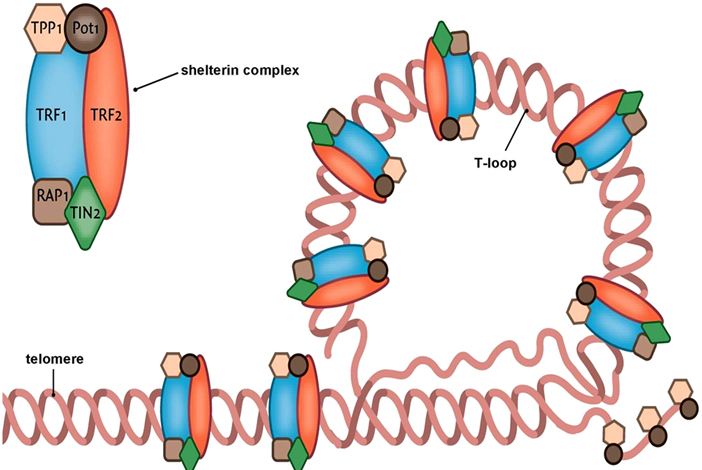 TPP1
Pot1
shelterin complex
TRF1
TRF2
T-loop
RAP1
TIN2
telomere